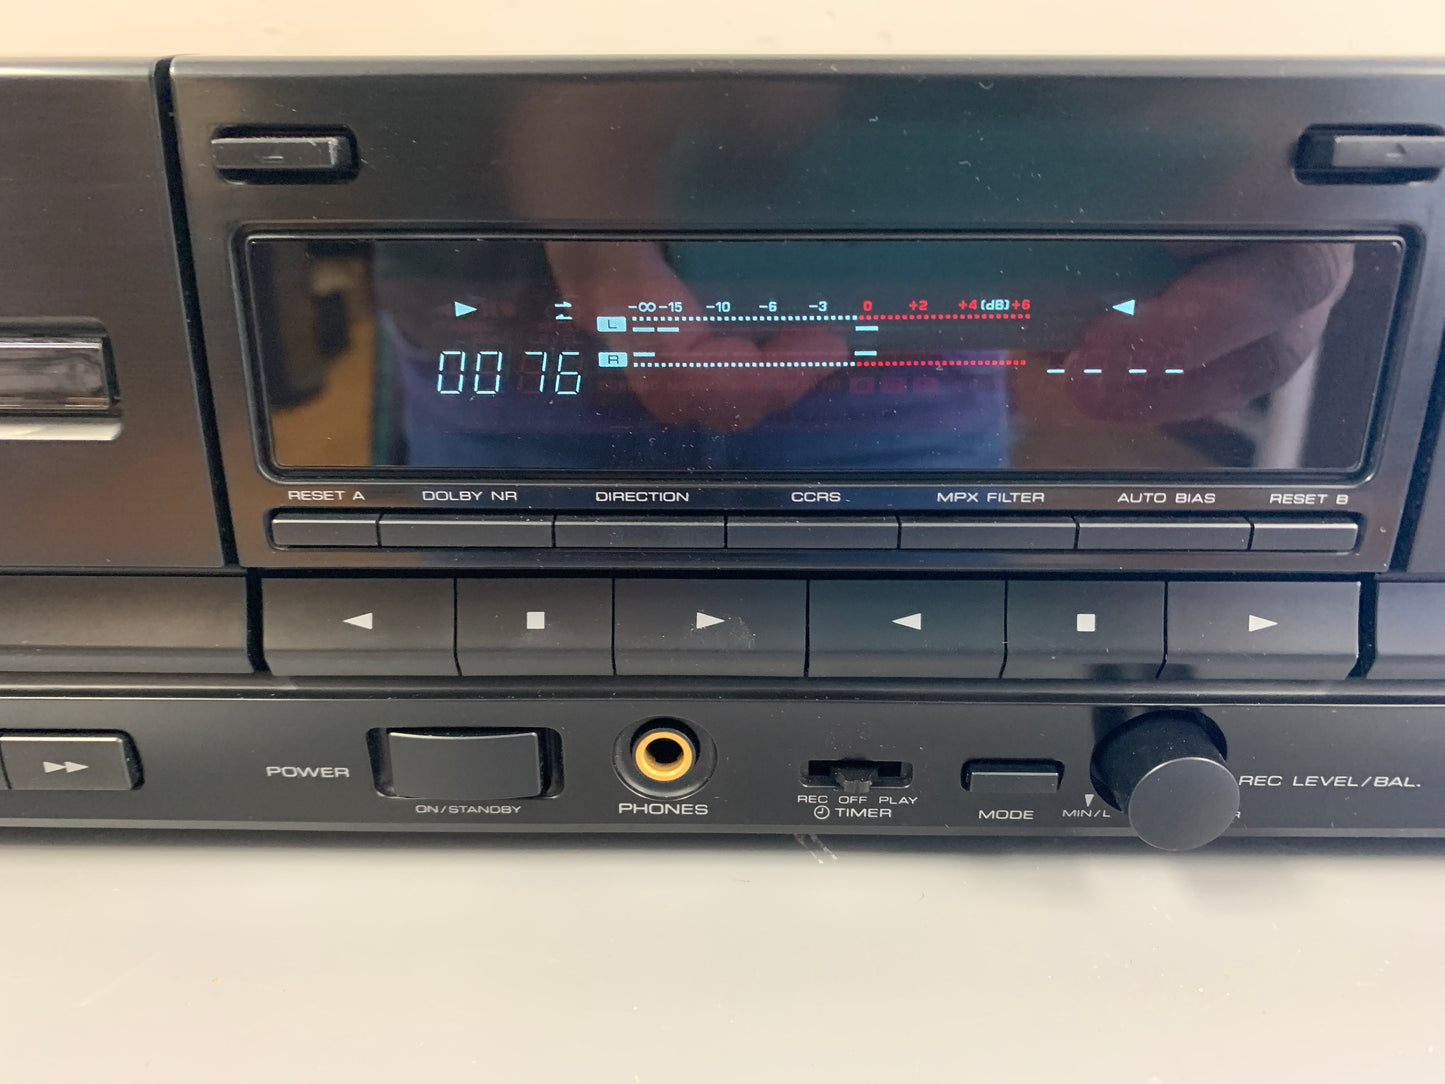 -∞ -15 -10 -6 -3 0 +2 +4 (dB) +6
L
0076
R
- - - -
RESET A DOLBY NR DIRECTION CCRS MPX FILTER AUTO BIAS RESET B
POWER
ON/STANDBY
PHONES
REC OFF PLAY
TIMER
MODE
MIN/L
R
REC LEVEL/BAL.